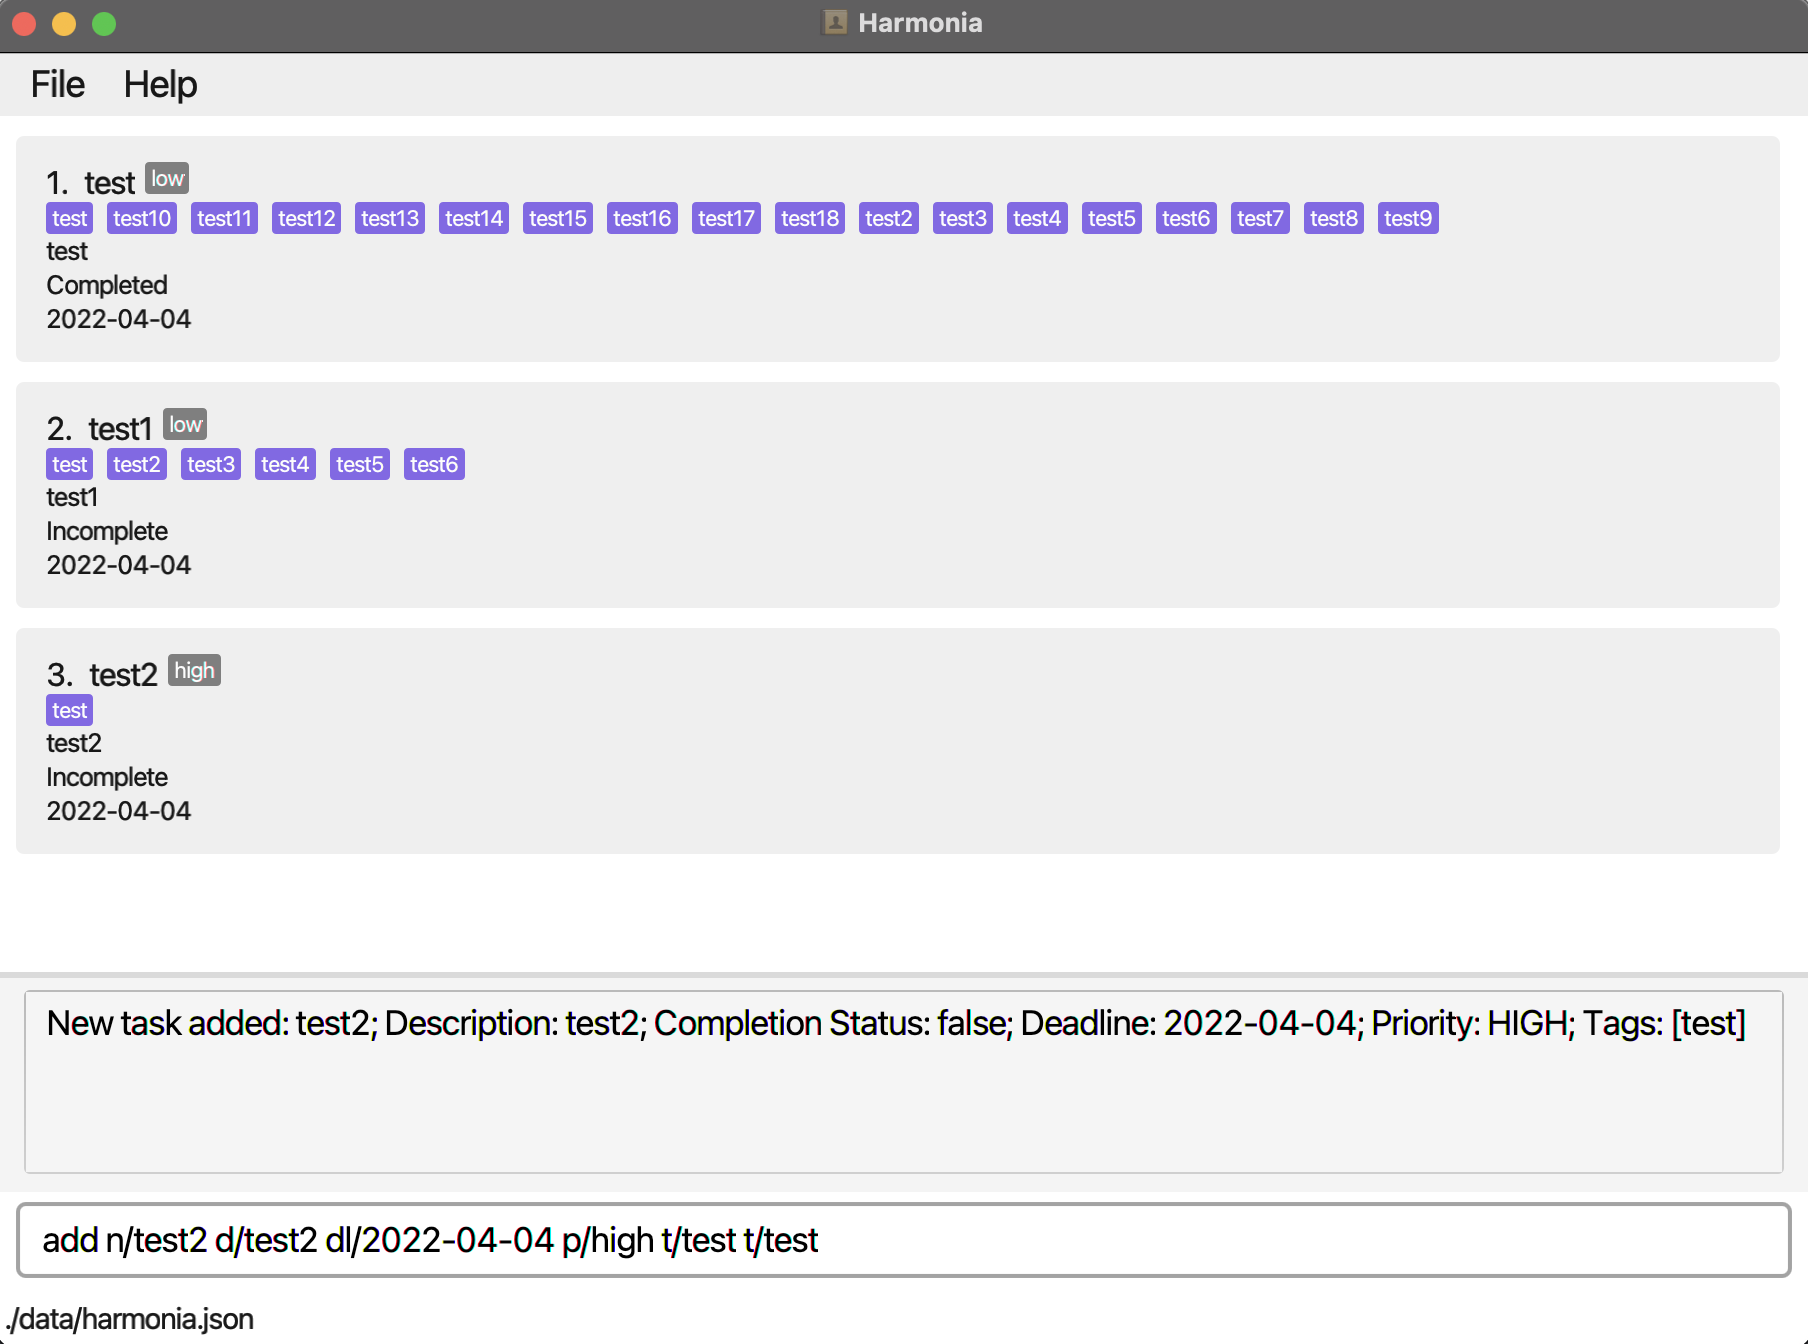 Harmonia
File Help
1. test low
test test10 test11 test12 test13 test14 test15 test16 test17 test18 test2 test3 test4 test5 test6 test7 test8 test9
test
Completed
2022-04-04
2. test1 low
test test2 test3 test4 test5 test6
test1
Incomplete
2022-04-04
3. test2 high
test
test2
Incomplete
2022-04-04
New task added: test2; Description: test2; Completion Status: false; Deadline: 2022-04-04; Priority: HIGH; Tags: [test]
add n/test2 d/test2 dl/2022-04-04 p/high t/test t/test
./data/harmonia.json